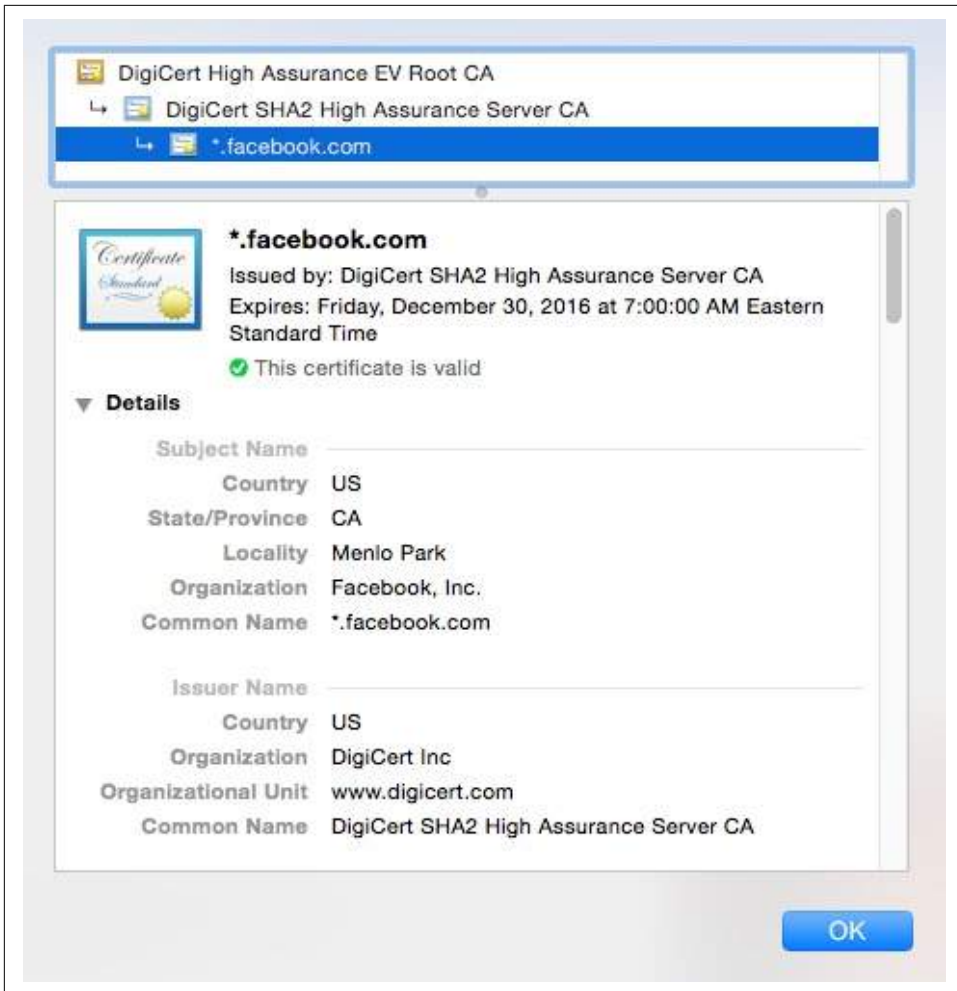 DigiCert High Assurance EV Root CA
DigiCert SHA2 High Assurance Server CA
*.facebook.com
Certificate
Standard
*.facebook.com
Issued by: DigiCert SHA2 High Assurance Server CA
Expires: Friday, December 30, 2016 at 7:00:00 AM Eastern
Standard Time
This certificate is valid
Details
Subject Name
Country US
State/Province CA
Locality Menlo Park
Organization Facebook, Inc.
Common Name *.facebook.com
Issuer Name
Country US
Organization DigiCert Inc
Organizational Unit www.digicert.com
Common Name DigiCert SHA2 High Assurance Server CA
OK